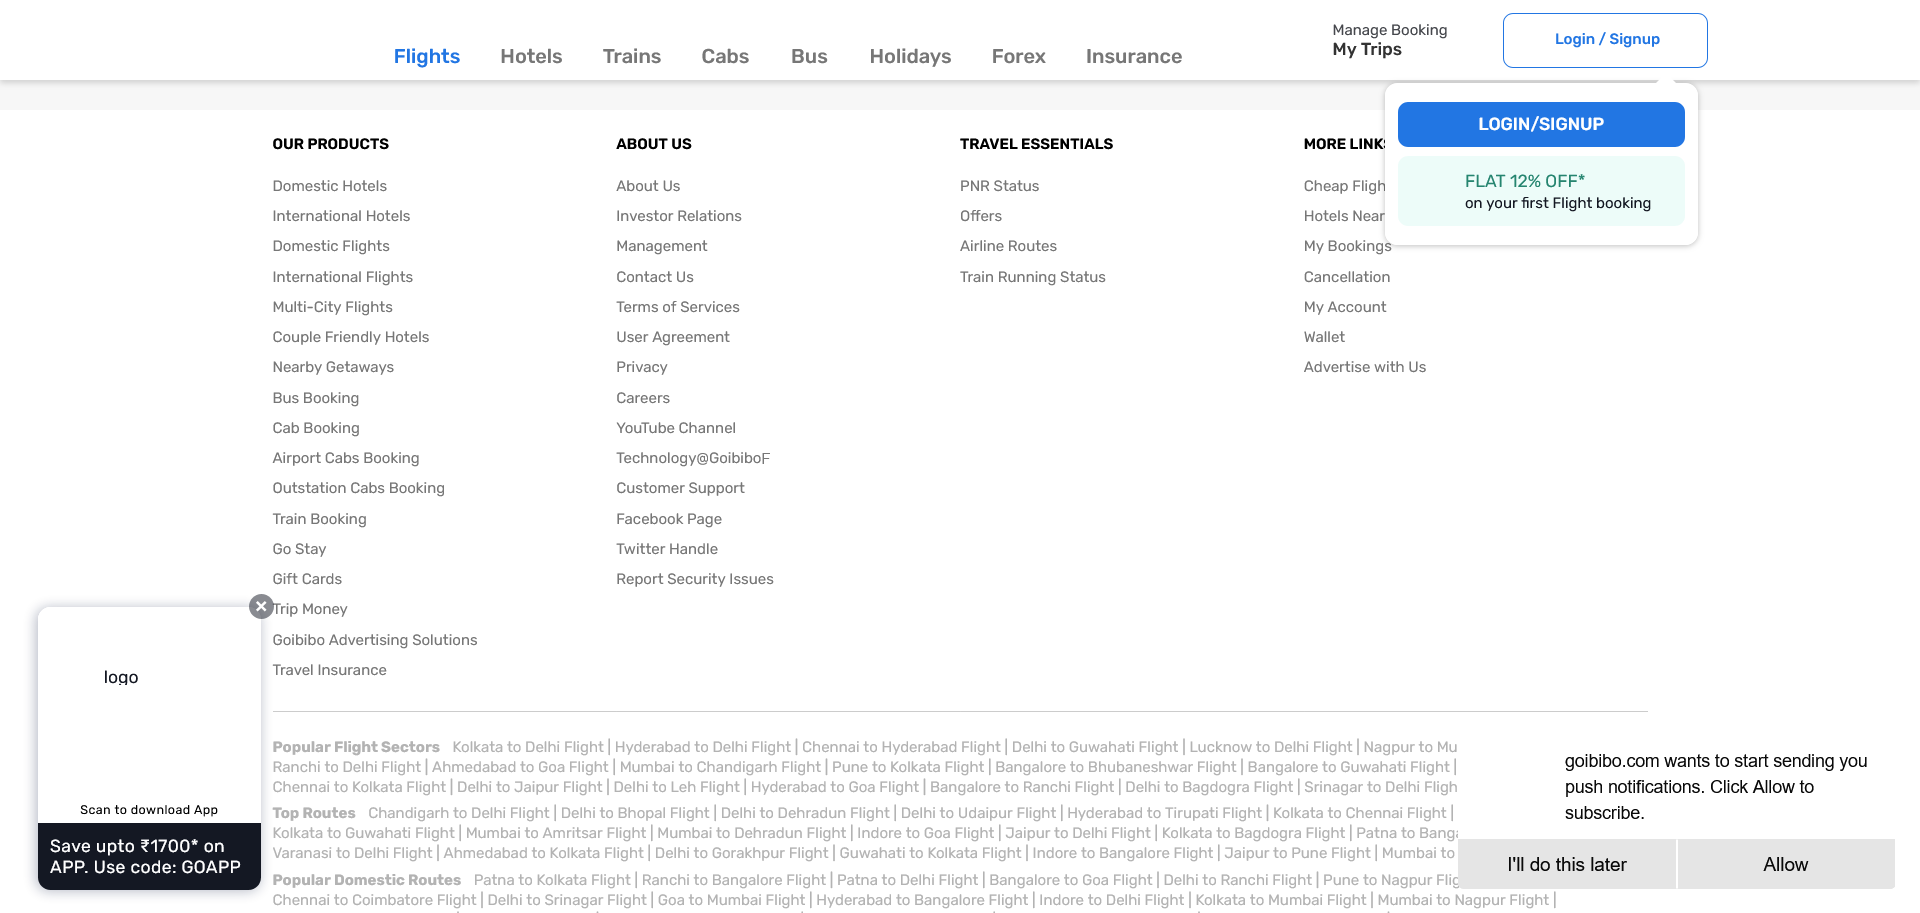 Flights Hotels Trains Cabs Bus Holidays Forex Insurance
Manage Booking
My Trips
Login / Signup
LOGIN/SIGNUP
FLAT 12% OFF*
on your first Flight booking
OUR PRODUCTS
Domestic Hotels
International Hotels
Domestic Flights
International Flights
Multi-City Flights
Couple Friendly Hotels
Nearby Getaways
Bus Booking
Cab Booking
Airport Cabs Booking
Outstation Cabs Booking
Train Booking
Go Stay
Gift Cards
Trip Money
Goibibo Advertising Solutions
Travel Insurance
ABOUT US
About Us
Investor Relations
Management
Contact Us
Terms of Services
User Agreement
Privacy
Careers
YouTube Channel
Technology@GoibiboF
Customer Support
Facebook Page
Twitter Handle
Report Security Issues
TRAVEL ESSENTIALS
PNR Status
Offers
Airline Routes
Train Running Status
MORE LINKS
Cheap Fligh
Hotels Near
My Bookings
Cancellation
My Account
Wallet
Advertise with Us
logo
Scan to download App
Save upto ₹1700* on
APP. Use code: GOAPP
Popular Flight Sectors Kolkata to Delhi Flight | Hyderabad to Delhi Flight | Chennai to Hyderabad Flight | Delhi to Guwahati Flight | Lucknow to Delhi Flight | Nagpur to Mu
Ranchi to Delhi Flight | Ahmedabad to Goa Flight | Mumbai to Chandigarh Flight | Pune to Kolkata Flight | Bangalore to Bhubaneshwar Flight | Bangalore to Guwahati Flight |
Chennai to Kolkata Flight | Delhi to Jaipur Flight | Delhi to Leh Flight | Hyderabad to Goa Flight | Bangalore to Ranchi Flight | Delhi to Bagdogra Flight | Srinagar to Delhi Fligh
Top Routes Chandigarh to Delhi Flight | Delhi to Bhopal Flight | Delhi to Dehradun Flight | Delhi to Udaipur Flight | Hyderabad to Tirupati Flight | Kolkata to Chennai Flight |
Kolkata to Guwahati Flight | Mumbai to Amritsar Flight | Mumbai to Dehradun Flight | Indore to Goa Flight | Jaipur to Delhi Flight | Kolkata to Bagdogra Flight | Patna to Banga
Varanasi to Delhi Flight | Ahmedabad to Kolkata Flight | Delhi to Gorakhpur Flight | Guwahati to Kolkata Flight | Indore to Bangalore Flight | Jaipur to Pune Flight | Mumbai to
Popular Domestic Routes Patna to Kolkata Flight | Ranchi to Bangalore Flight | Patna to Delhi Flight | Bangalore to Goa Flight | Delhi to Ranchi Flight | Pune to Nagpur Flig
Chennai to Coimbatore Flight | Delhi to Srinagar Flight | Goa to Mumbai Flight | Hyderabad to Bangalore Flight | Indore to Delhi Flight | Kolkata to Mumbai Flight | Mumbai to Nagpur Flight |
goibibo.com wants to start sending you
push notifications. Click Allow to
subscribe.
I'll do this later
Allow